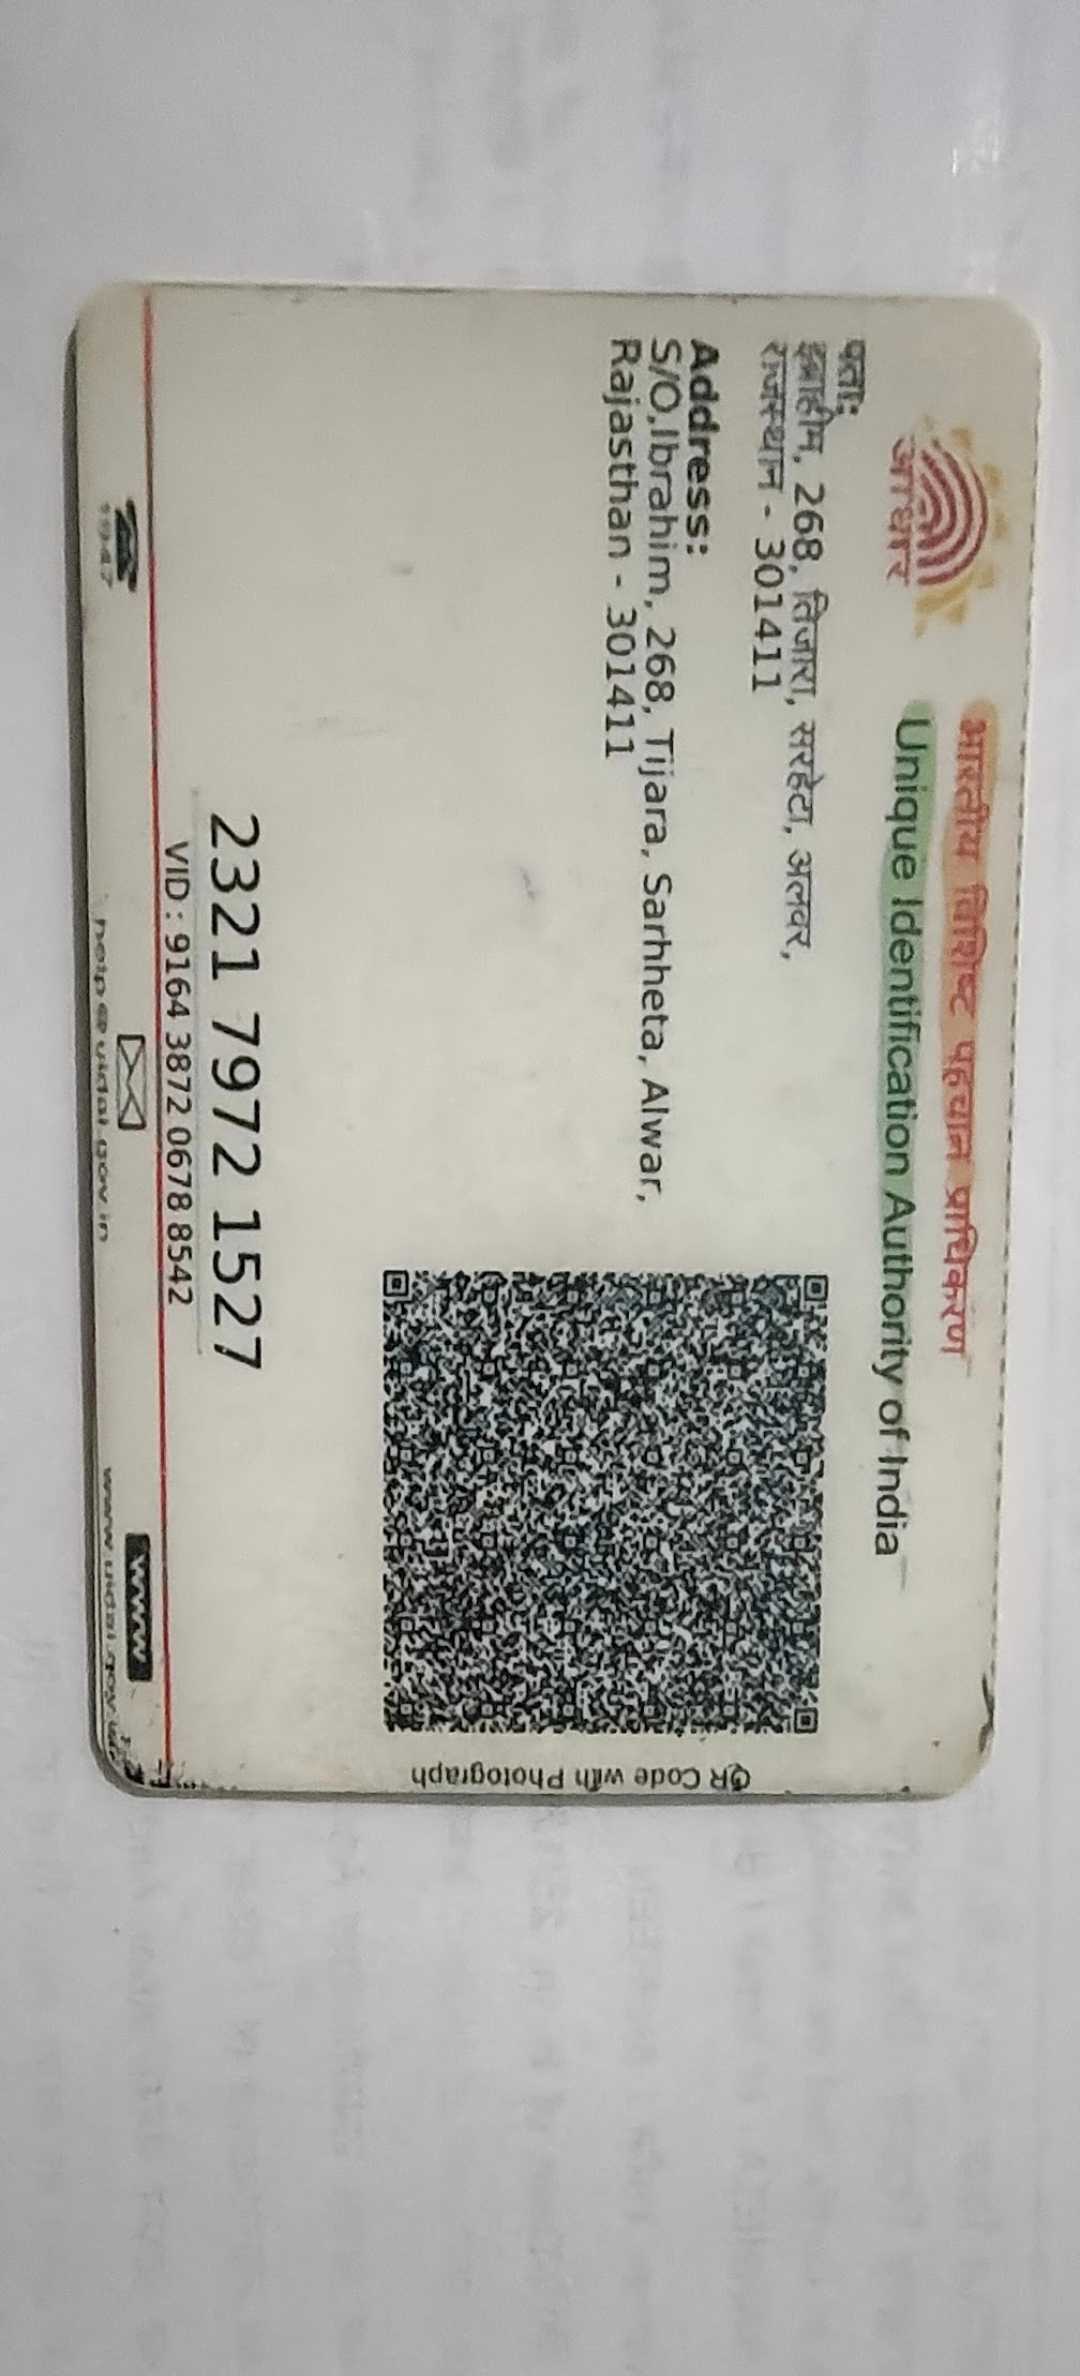 आधार
भारतीय विशिष्ट पहचान प्राधिकरण
Unique Identification Authority of India
पता:
इब्राहीम, 268, तिजारा, सरहेटा, अलवर,
राजस्थान - 301411
Address:
S/O,Ibrahim, 268, Tijara, Sarhheta, Alwar,
Rajasthan - 301411
QR Code with Photograph
2321 7972 1527
VID : 9164 3872 0678 8542
1947
help@uidai.gov.in
WWW
www.uidai.gov.in